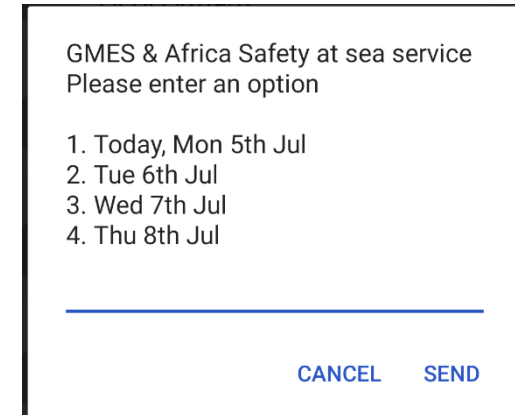 GMES & Africa Safety at sea service
Please enter an option
1. Today, Mon 5th Jul
2. Tue 6th Jul
3. Wed 7th Jul
4. Thu 8th Jul
CANCEL SEND